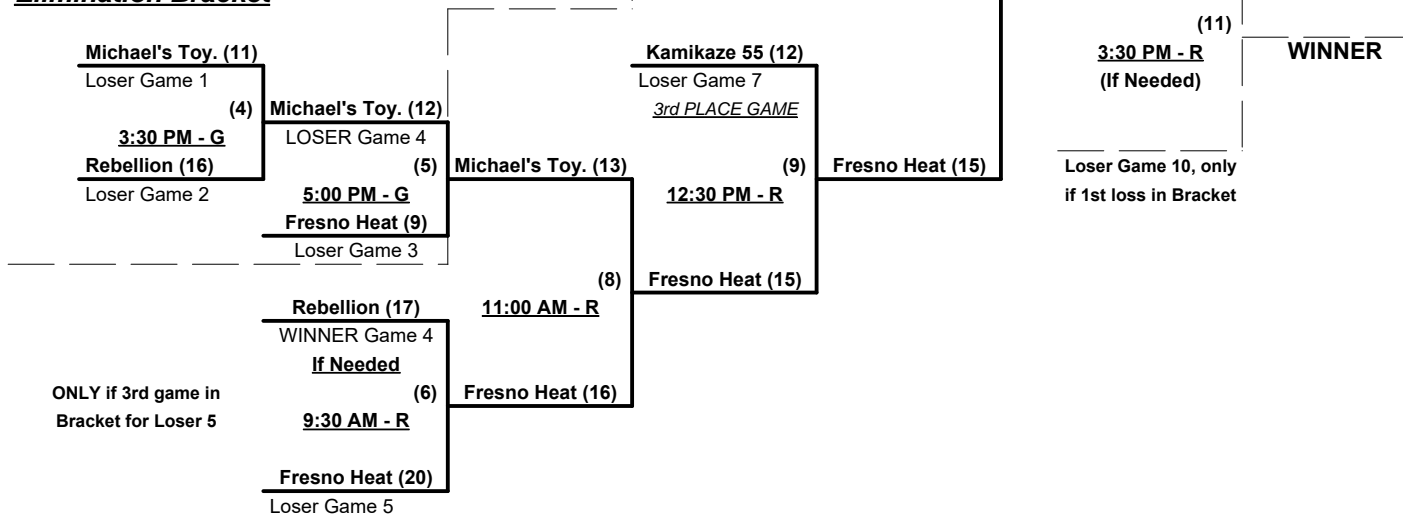 Elimination Bracket
(11)
Michael's Toy. (11)
Kamikaze 55 (12)
3:30 PM - R
WINNER
Loser Game 1
Loser Game 7
(If Needed)
(4)
Michael's Toy. (12)
3rd PLACE GAME
3:30 PM - G
LOSER Game 4
Rebellion (16)
(5)
Michael's Toy. (13)
(9)
Fresno Heat (15)
Loser Game 10, only
Loser Game 2
5:00 PM - G
12:30 PM - R
if 1st loss in Bracket
Fresno Heat (9)
Loser Game 3
(8)
Fresno Heat (15)
Rebellion (17)
11:00 AM - R
WINNER Game 4
If Needed
ONLY if 3rd game in
(6)
Fresno Heat (16)
Bracket for Loser 5
9:30 AM - R
Fresno Heat (20)
Loser Game 5